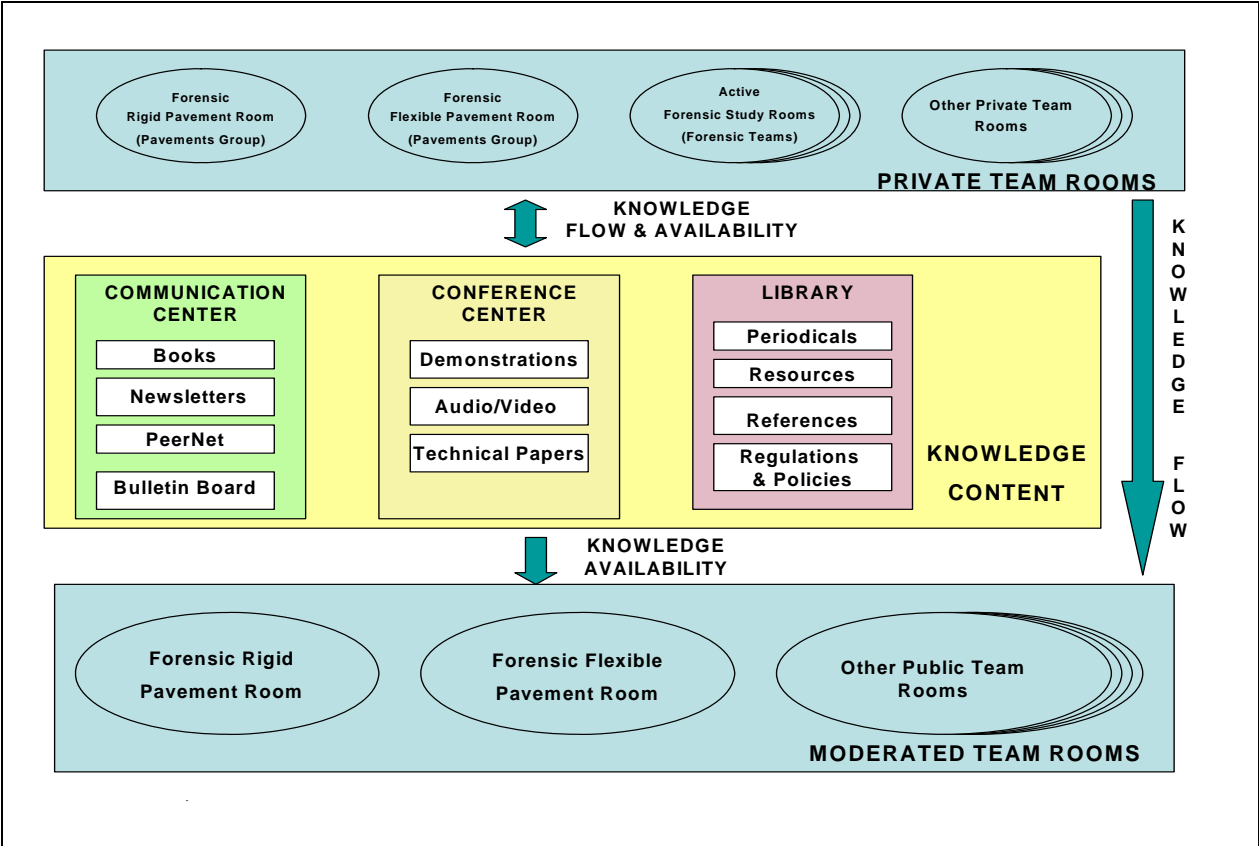 Forensic
Rigid Pavement Room
(Pavements Group)
Forensic
Flexible Pavement Room
(Pavements Group)
Active
Forensic Study Rooms
(Forensic Teams)
Other Private Team
Rooms
PRIVATE TEAM ROOMS
KNOWLEDGE
FLOW & AVAILABILITY
KNOWLEDGE FLOW
COMMUNICATION
CENTER
Books
Newsletters
PeerNet
Bulletin Board
CONFERENCE
CENTER
Demonstrations
Audio/Video
Technical Papers
LIBRARY
Periodicals
Resources
References
Regulations
& Policies
KNOWLEDGE
CONTENT
KNOWLEDGE
AVAILABILITY
Forensic Rigid
Pavement Room
Forensic Flexible
Pavement Room
Other Public Team
Rooms
MODERATED TEAM ROOMS